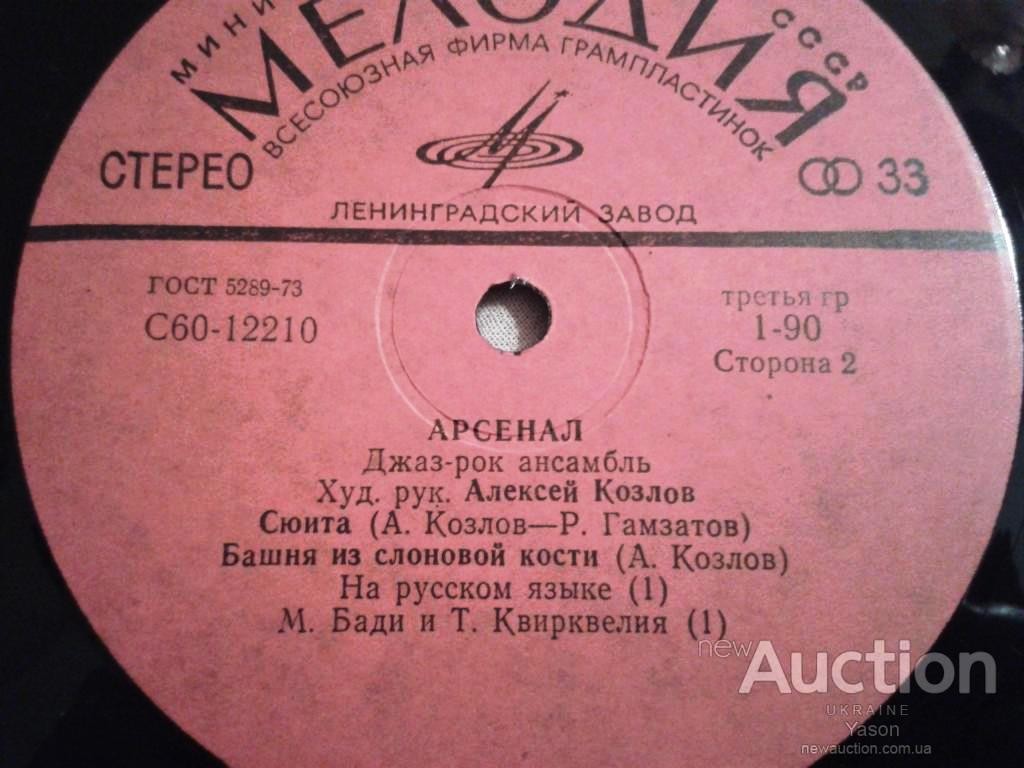 МИНИ
МЕЛОДИЯ
СССР
ВСЕСОЮЗНАЯ ФИРМА ГРАМПЛАСТИНОК
СТЕРЕО
33
ЛЕНИНГРАДСКИЙ ЗАВОД
ГОСТ 5289-73
С60-12210
третья гр
1-90
Сторона 2
АРСЕНАЛ
Джаз-рок ансамбль
Худ. рук. Алексей Козлов
Сюита (А. Козлов—Р. Гамзатов)
Башня из слоновой кости (А. Козлов)
На русском языке (1)
М. Бади и Т. Квирквелия (1)
newAuction
UKRAINE
Yason
newauction.com.ua